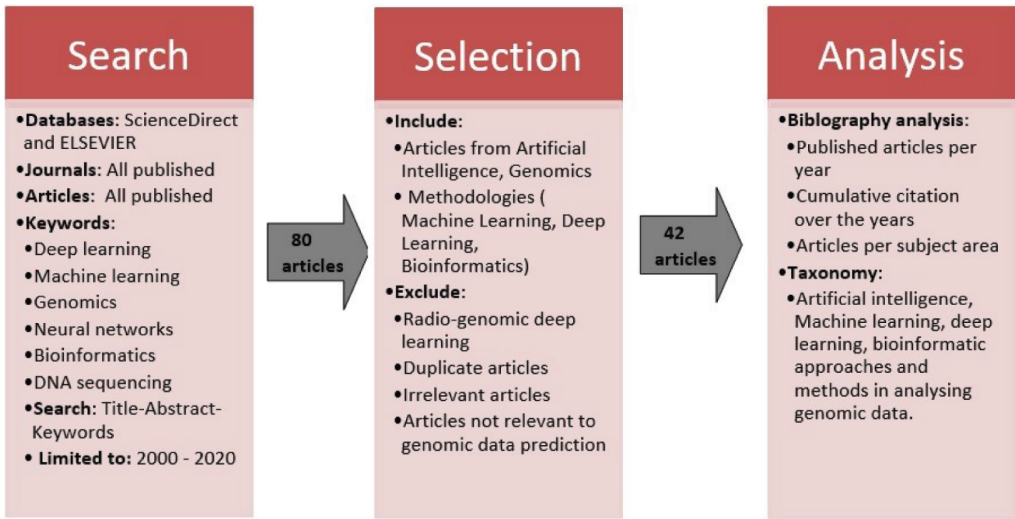 Search
•Databases: ScienceDirect
and ELSEVIER
•Journals: All published
•Articles: All published
•Keywords:
•Deep learning
•Machine learning
•Genomics
•Neural networks
•Bioinformatics
•DNA sequencing
•Search: Title-Abstract-
Keywords
• Limited to: 2000 - 2020
80
articles
Selection
•Include:
•Articles from Artificial
Intelligence, Genomics
• Methodologies (
Machine Learning, Deep
Learning,
Bioinformatics)
•Exclude:
•Radio-genomic deep
learning
•Duplicate articles
•Irrelevant articles
•Articles not relevant to
genomic data prediction
42
articles
Analysis
•Biblography analysis:
•Published articles per
year
•Cumulative citation
over the years
•Articles per subject area
•Taxonomy:
•Artificial intelligence,
Machine learning, deep
learning, bioinformatic
approaches and
methods in analysing
genomic data.